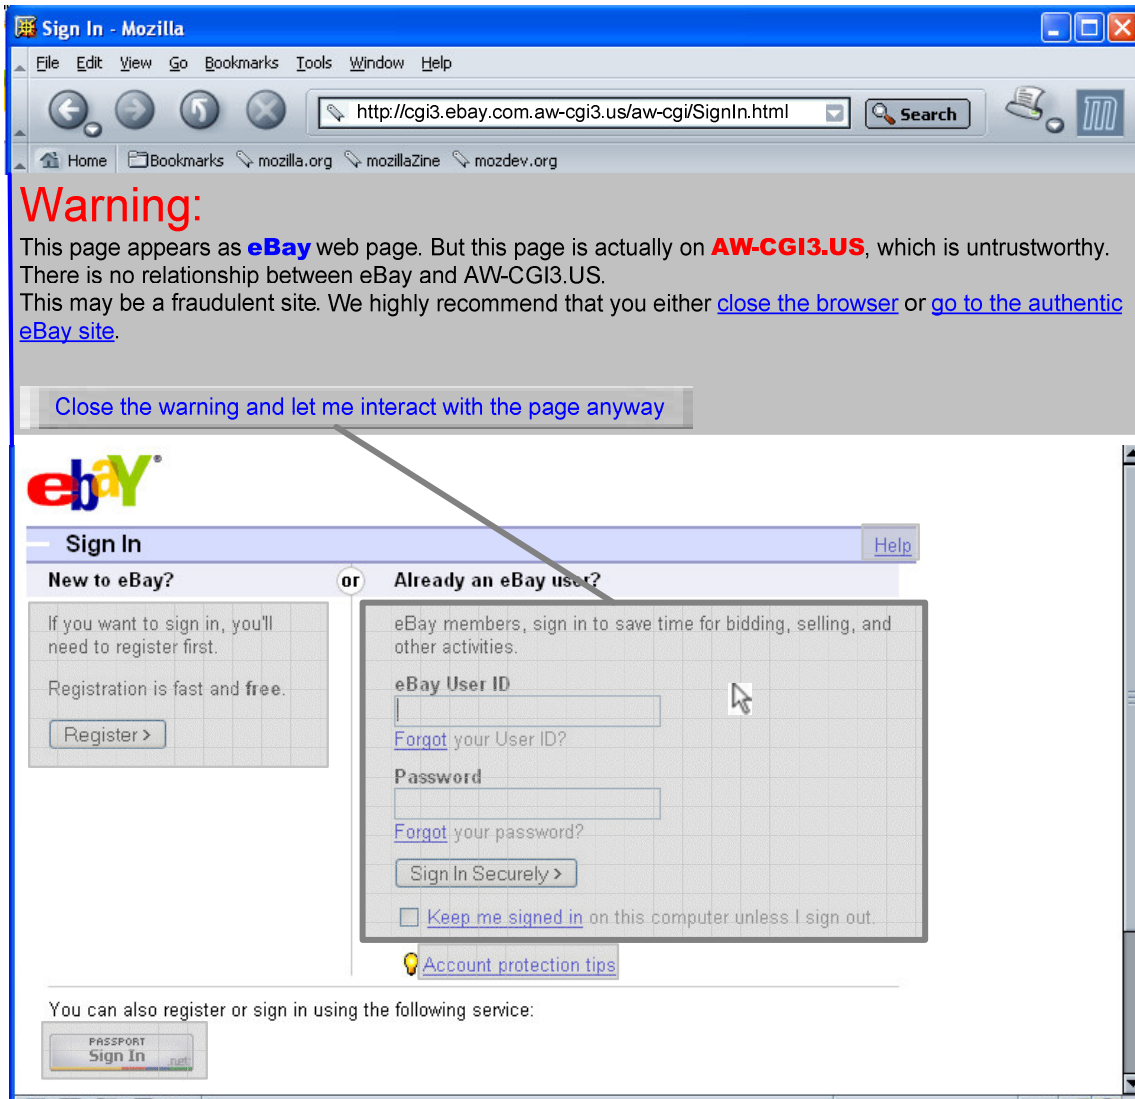 Sign In - Mozilla
File Edit View Go Bookmarks Tools Window Help
http://cgi3.ebay.com.aw-cgi3.us/aw-cgi/SignIn.html Search
Home Bookmarks mozilla.org mozillaZine mozdev.org
Warning:
This page appears as eBay web page. But this page is actually on AW-CGI3.US, which is untrustworthy.
There is no relationship between eBay and AW-CGI3.US.
This may be a fraudulent site. We highly recommend that you either close the browser or go to the authentic
eBay site.
Close the warning and let me interact with the page anyway
ebaY®
Sign In Help
New to eBay? or Already an eBay user?
If you want to sign in, you'll
need to register first.
Registration is fast and free.
Register >
eBay members, sign in to save time for bidding, selling, and
other activities.
eBay User ID
Forgot your User ID?
Password
Forgot your password?
Sign In Securely >
Keep me signed in on this computer unless I sign out.
Account protection tips
You can also register or sign in using the following service:
PASSPORT
Sign In
.net